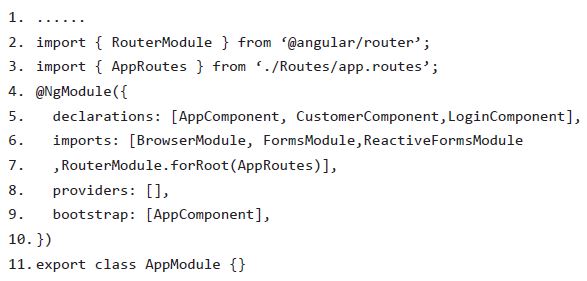 1. ......
2. import { RouterModule } from ‘@angular/router’;
3. import { AppRoutes } from ‘./Routes/app.routes’;
4. @NgModule({
5. declarations: [AppComponent, CustomerComponent,LoginComponent],
6. imports: [BrowserModule, FormsModule,ReactiveFormsModule
7. ,RouterModule.forRoot(AppRoutes)],
8. providers: [],
9. bootstrap: [AppComponent],
10. })
11. export class AppModule {}